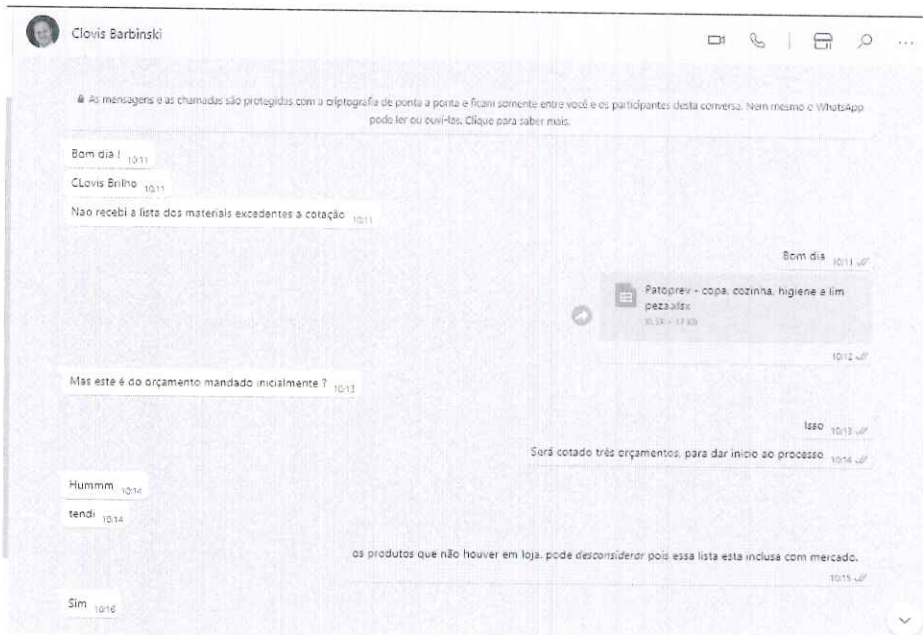 Clovis Barbinski
As mensagens e as chamadas são protegidas com a criptografia de ponta a ponta e ficam somente entre você e os participantes desta conversa. Nem mesmo o WhatsApp
pode ler ou ouvi-las. Clique para saber mais.
Bom dia ! 10:11
CLovis Brilho 10:11
Nao recebi a lista dos materiais excedentes a cotação 10:11
Bom dia 10:11
Patoprev - copa, cozinha, higiene e lim
peza.xlsx
XLSX • 17 KB
10:12
Mas este é do orçamento mandado inicialmente ? 10:13
Isso 10:13
Será cotado três orçamentos, para dar inicio ao processo 10:14
Hummm 10:14
tendi 10:14
os produtos que não houver em loja, pode desconsiderar pois essa lista esta inclusa com mercado.
10:15
Sim 10:16